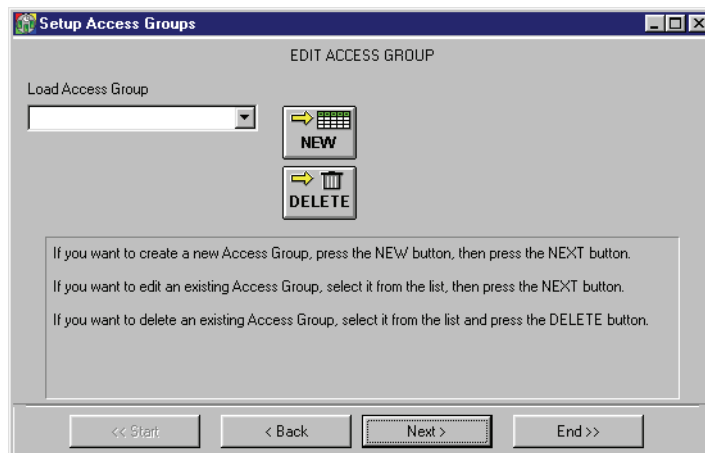 Setup Access Groups
EDIT ACCESS GROUP
Load Access Group
NEW
DELETE
If you want to create a new Access Group, press the NEW button, then press the NEXT button.
If you want to edit an existing Access Group, select it from the list, then press the NEXT button.
If you want to delete an existing Access Group, select it from the list and press the DELETE button.
<< Start
< Back
Next >
End >>